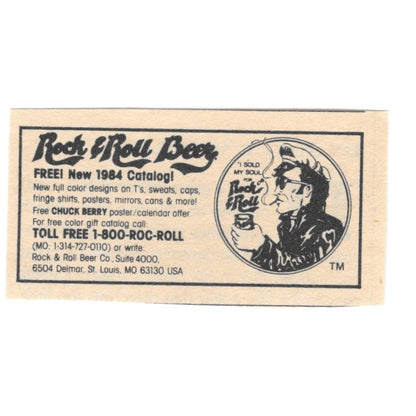 Rock & Roll Beer
FREE! New 1984 Catalog!
New full color designs on T's, sweats, caps,
fringe shirts, posters, mirrors, cans & more!
Free CHUCK BERRY poster/calendar offer
For free color gift catalog call:
TOLL FREE 1-800-ROC-ROLL
(MO: 1-314-727-0110) or write:
Rock & Roll Beer Co., Suite 4000,
6504 Delmar, St. Louis, MO 63130 USA
"I SOLD
MY SOUL
FOR
Rock
& Roll
TM